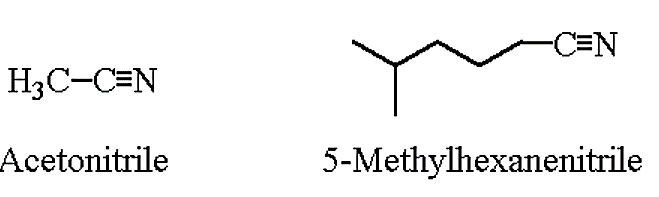 H₃C–C≡N
C≡N
Acetonitrile
5-Methylhexanenitrile